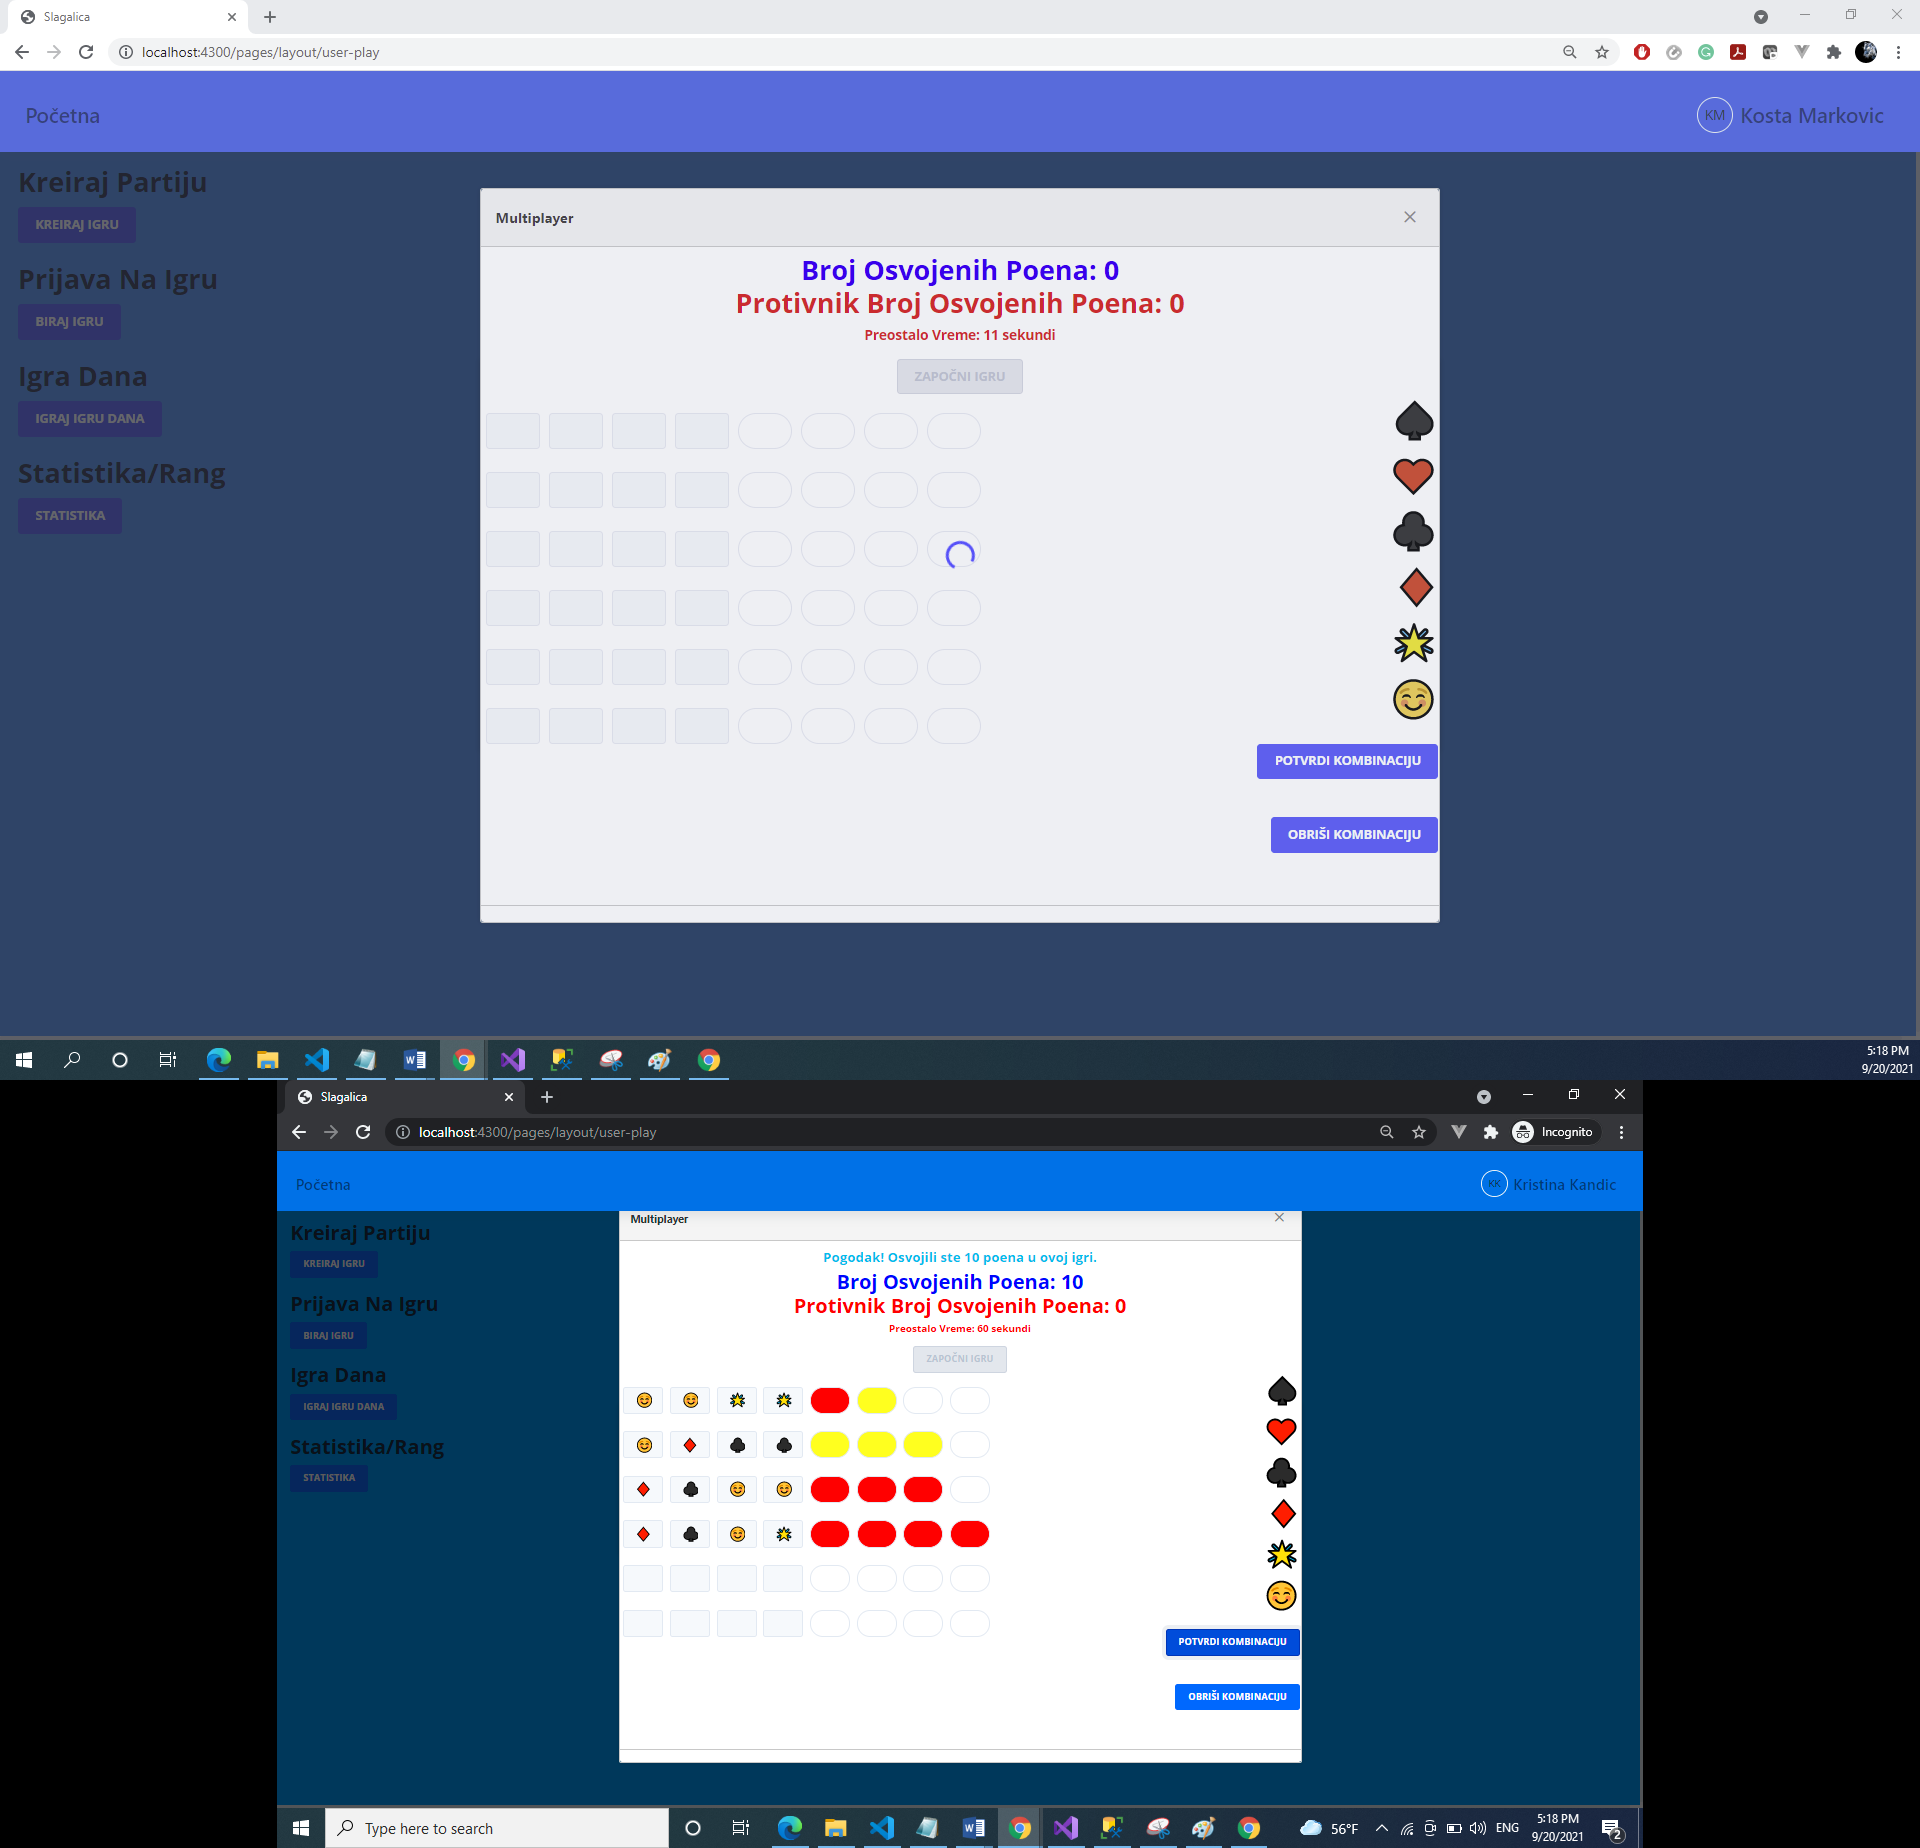 Slagalica
localhost:4300/pages/layout/user-play
Početna
KM Kosta Markovic
Kreiraj Partiju
KREIRAJ IGRU
Prijava Na Igru
BIRAJ IGRU
Igra Dana
IGRAJ IGRU DANA
Statistika/Rang
STATISTIKA
Multiplayer
Broj Osvojenih Poena: 0
Protivnik Broj Osvojenih Poena: 0
Preostalo Vreme: 11 sekundi
ZAPOČNI IGRU
POTVRDI KOMBINACIJU
OBRIŠI KOMBINACIJU
5:18 PM
9/20/2021
Slagalica
localhost:4300/pages/layout/user-play
Incognito
Početna
KK Kristina Kandic
Kreiraj Partiju
KREIRAJ IGRU
Prijava Na Igru
BIRAJ IGRU
Igra Dana
IGRAJ IGRU DANA
Statistika/Rang
STATISTIKA
Multiplayer
Pogodak! Osvojili ste 10 poena u ovoj igri.
Broj Osvojenih Poena: 10
Protivnik Broj Osvojenih Poena: 0
Preostalo Vreme: 60 sekundi
ZAPOČNI IGRU
POTVRDI KOMBINACIJU
OBRIŠI KOMBINACIJU
Type here to search
56°F
ENG
5:18 PM
9/20/2021
2